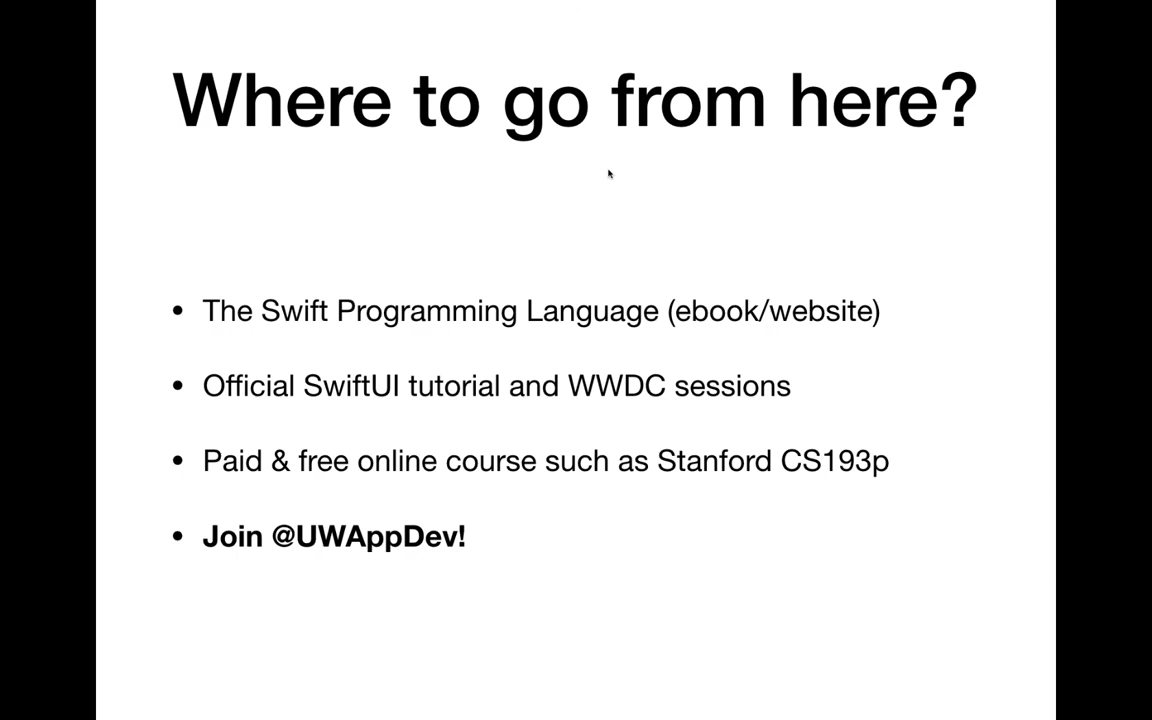 Where to go from here?
• The Swift Programming Language (ebook/website)
• Official SwiftUI tutorial and WWDC sessions
• Paid & free online course such as Stanford CS193p
• Join @UWAppDev!